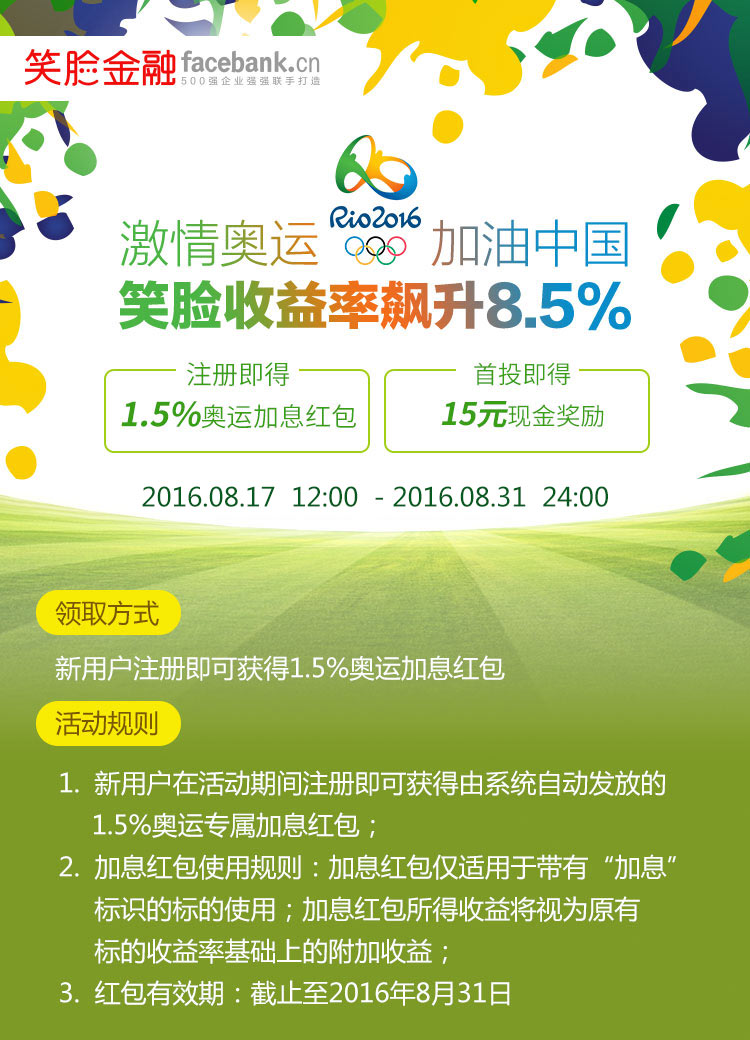 笑脸金融 facebank.cn
500强企业强强联手打造
Rio2016
激情奥运 加油中国
笑脸收益率飙升8.5%
注册即得
1.5%奥运加息红包
首投即得
15元现金奖励
2016.08.17 12:00 - 2016.08.31 24:00
领取方式
新用户注册即可获得1.5%奥运加息红包
活动规则
1. 新用户在活动期间注册即可获得由系统自动发放的
1.5%奥运专属加息红包；
2. 加息红包使用规则：加息红包仅适用于带有“加息”
标识的标的使用；加息红包所得收益将视为原有
标的收益率基础上的附加收益；
3. 红包有效期：截止至2016年8月31日